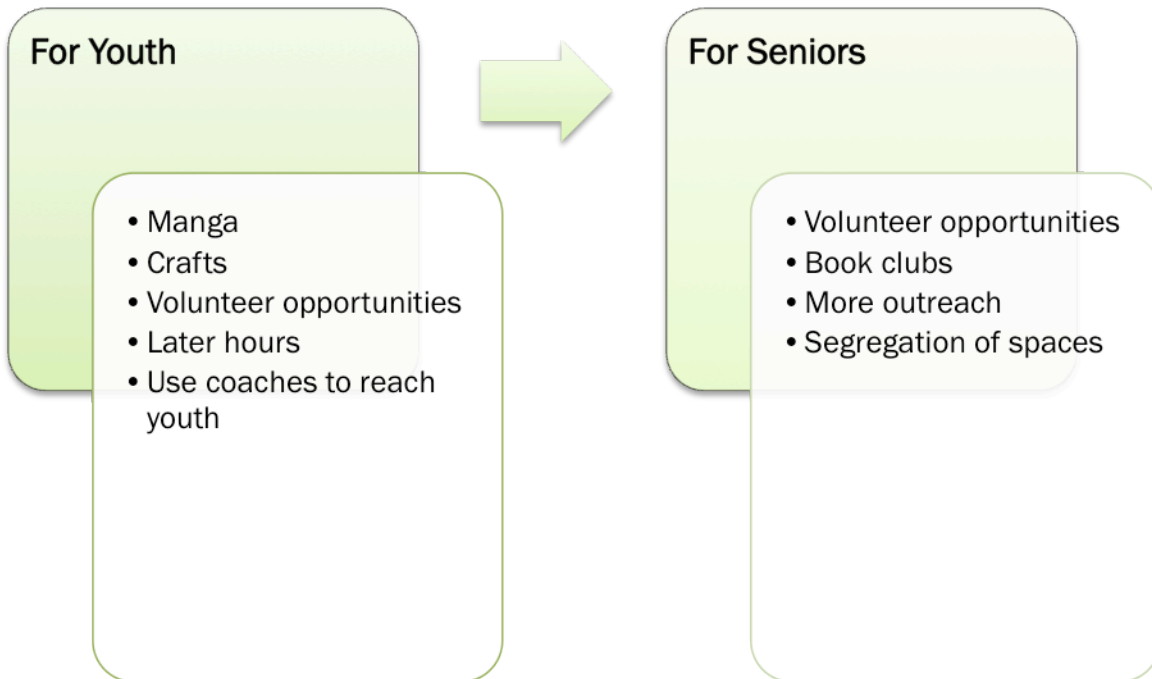 For Youth
• Manga
• Crafts
• Volunteer opportunities
• Later hours
• Use coaches to reach
youth
For Seniors
• Volunteer opportunities
• Book clubs
• More outreach
• Segregation of spaces